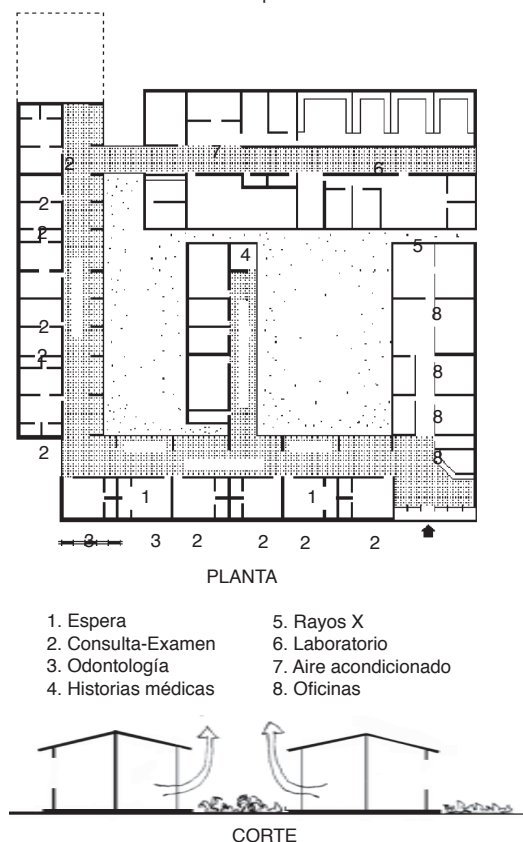 7
2
6
2
2
4
5
8
2
2
8
8
2
8
1
1
3
3
2
2
2
2
PLANTA
1. Espera
2. Consulta-Examen
3. Odontología
4. Historias médicas
5. Rayos X
6. Laboratorio
7. Aire acondicionado
8. Oficinas
CORTE